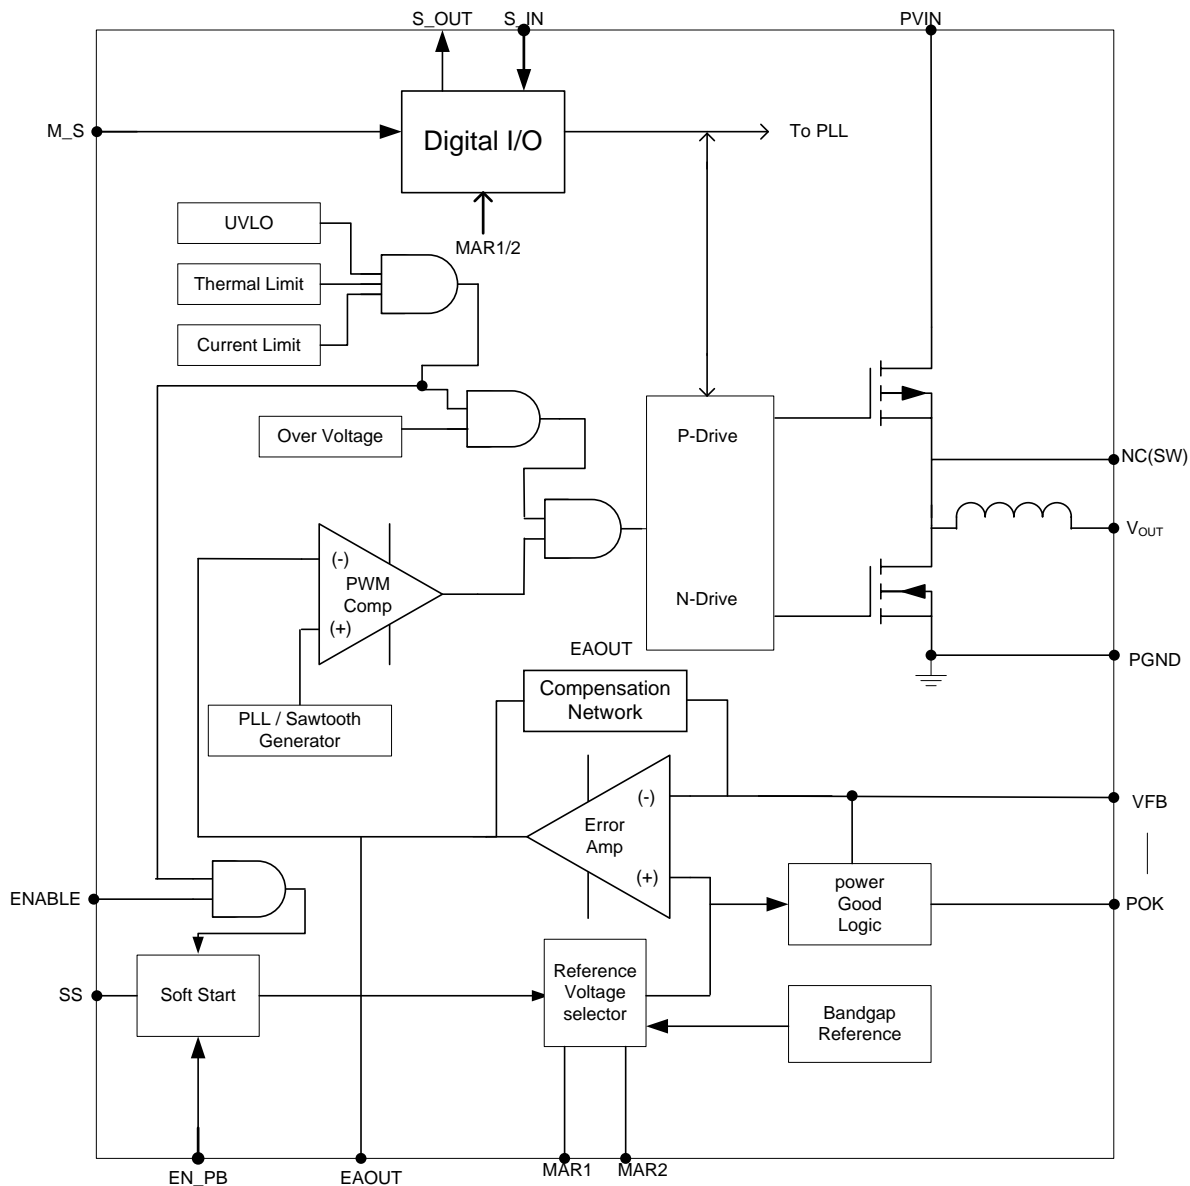 S_OUT
S_IN
PVIN
M_S
Digital I/O
To PLL
UVLO
MAR1/2
Thermal Limit
Current Limit
Over Voltage
P-Drive
NC(SW)
VOUT
(-)
PWM
Comp
(+)
N-Drive
EAOUT
PGND
Compensation
Network
PLL / Sawtooth
Generator
(-)
Error
Amp
(+)
VFB
ENABLE
power
Good
Logic
POK
SS
Soft Start
Reference
Voltage
selector
Bandgap
Reference
EN_PB
EAOUT
MAR1
MAR2